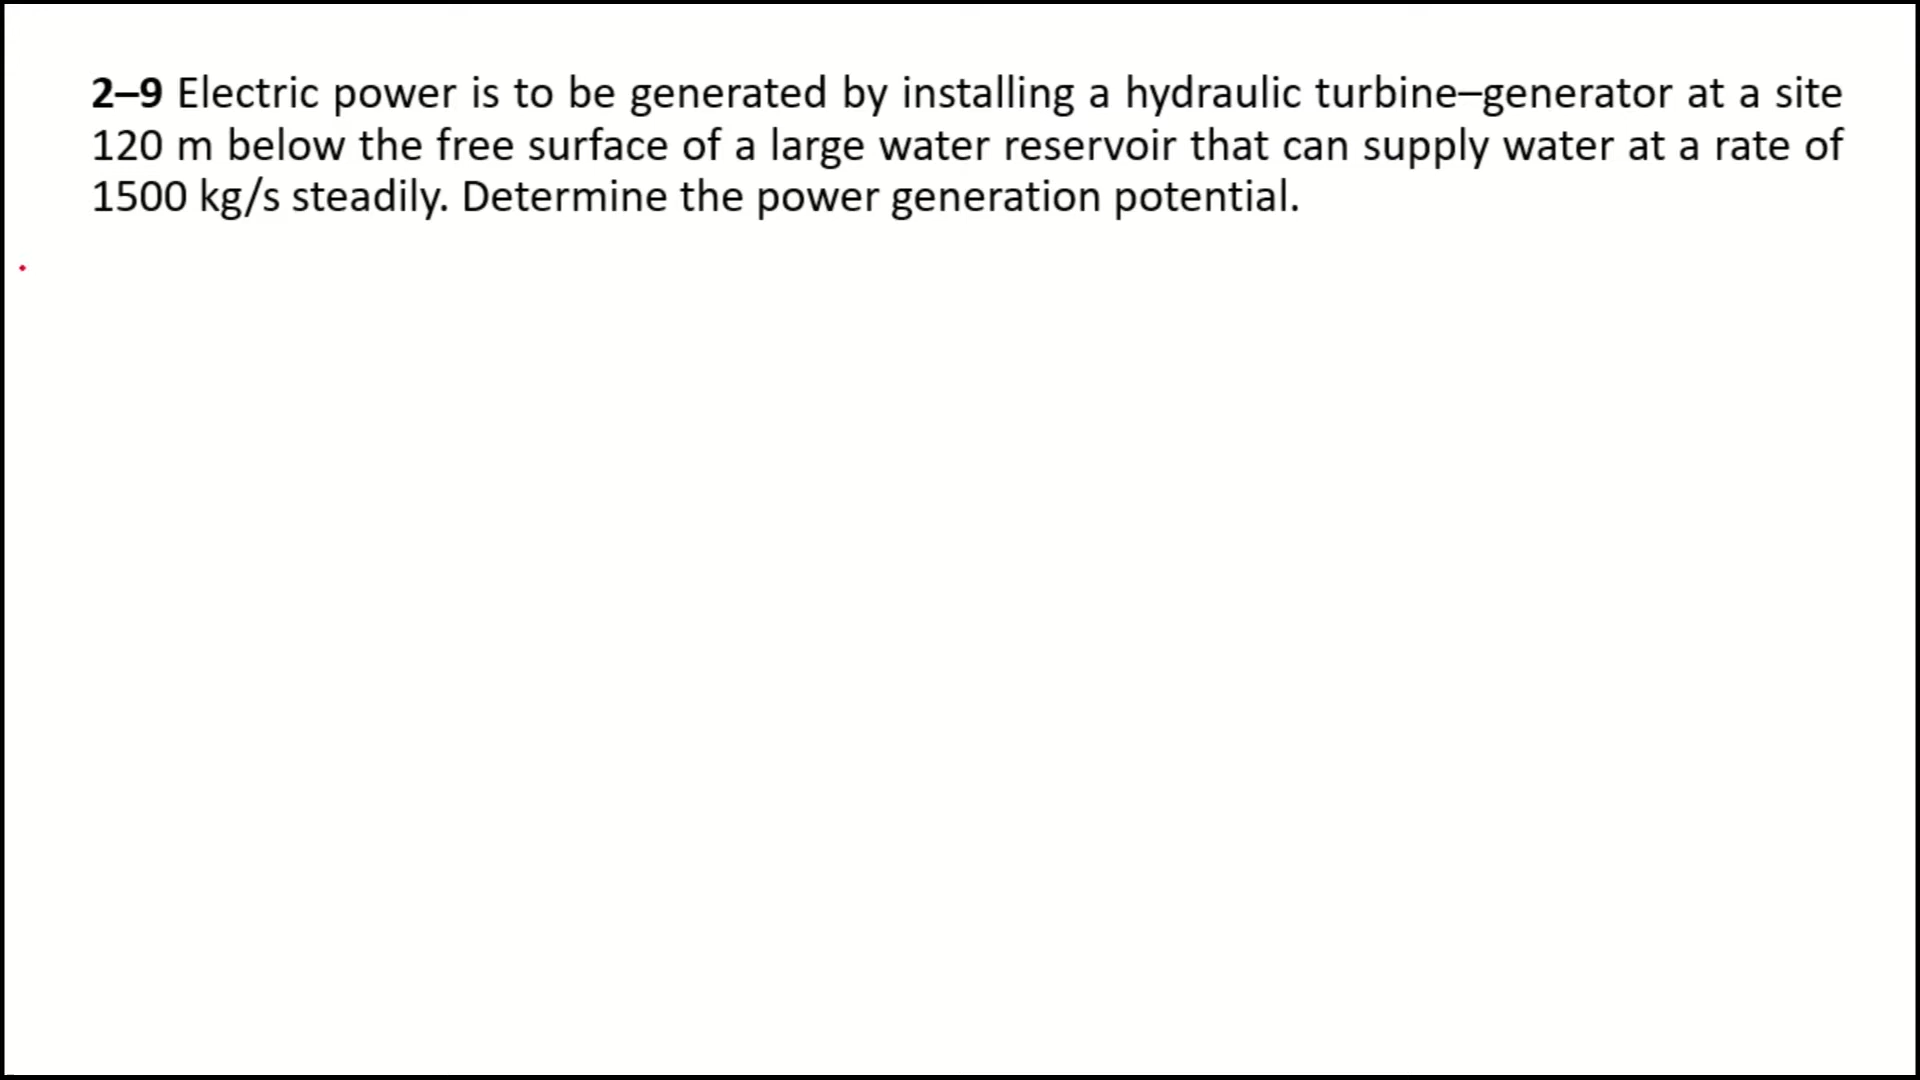 2–9 Electric power is to be generated by installing a hydraulic turbine–generator at a site
120 m below the free surface of a large water reservoir that can supply water at a rate of
1500 kg/s steadily. Determine the power generation potential.